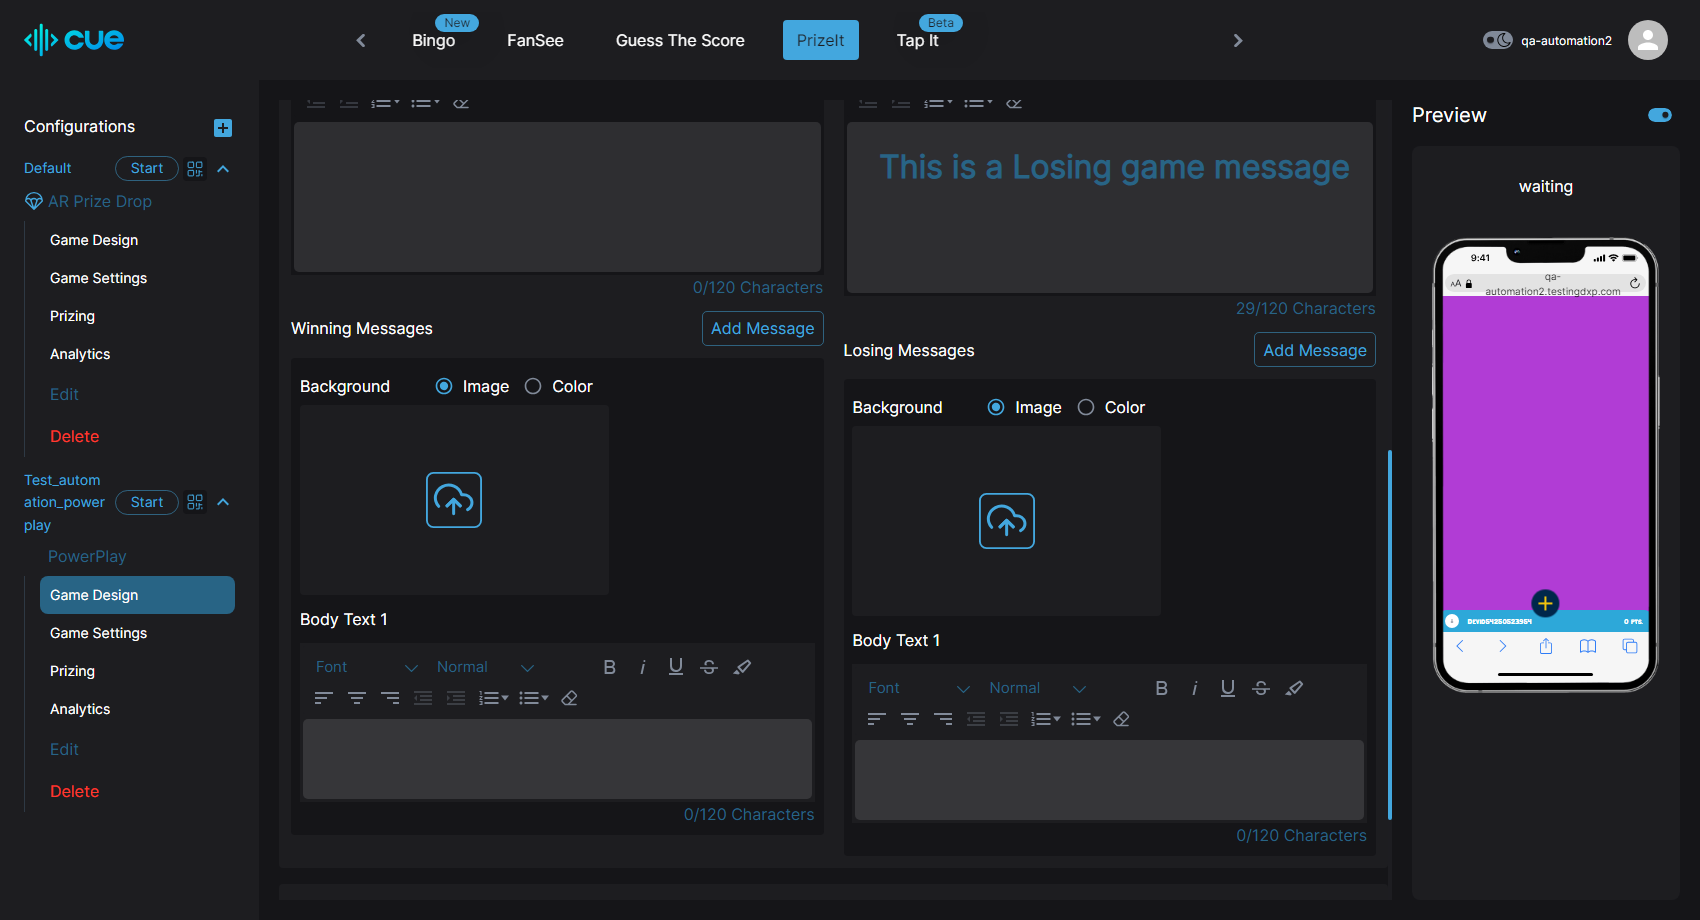 cue
New
Bingo
FanSee
Guess The Score
PrizeIt
Beta
Tap It
qa-automation2
Configurations
Default
Start
AR Prize Drop
Game Design
Game Settings
Prizing
Analytics
Edit
Delete
Test_autom
ation_power
play
Start
PowerPlay
Game Design
Game Settings
Prizing
Analytics
Edit
Delete
0/120 Characters
Winning Messages
Add Message
Background
Image
Color
Body Text 1
Font
Normal
B
i
U
S
0/120 Characters
This is a Losing game message
29/120 Characters
Losing Messages
Add Message
Background
Image
Color
Body Text 1
Font
Normal
B
i
U
S
0/120 Characters
Preview
waiting
9:41
AA
qa-
automation2.testingdxp.com
0 PTS.